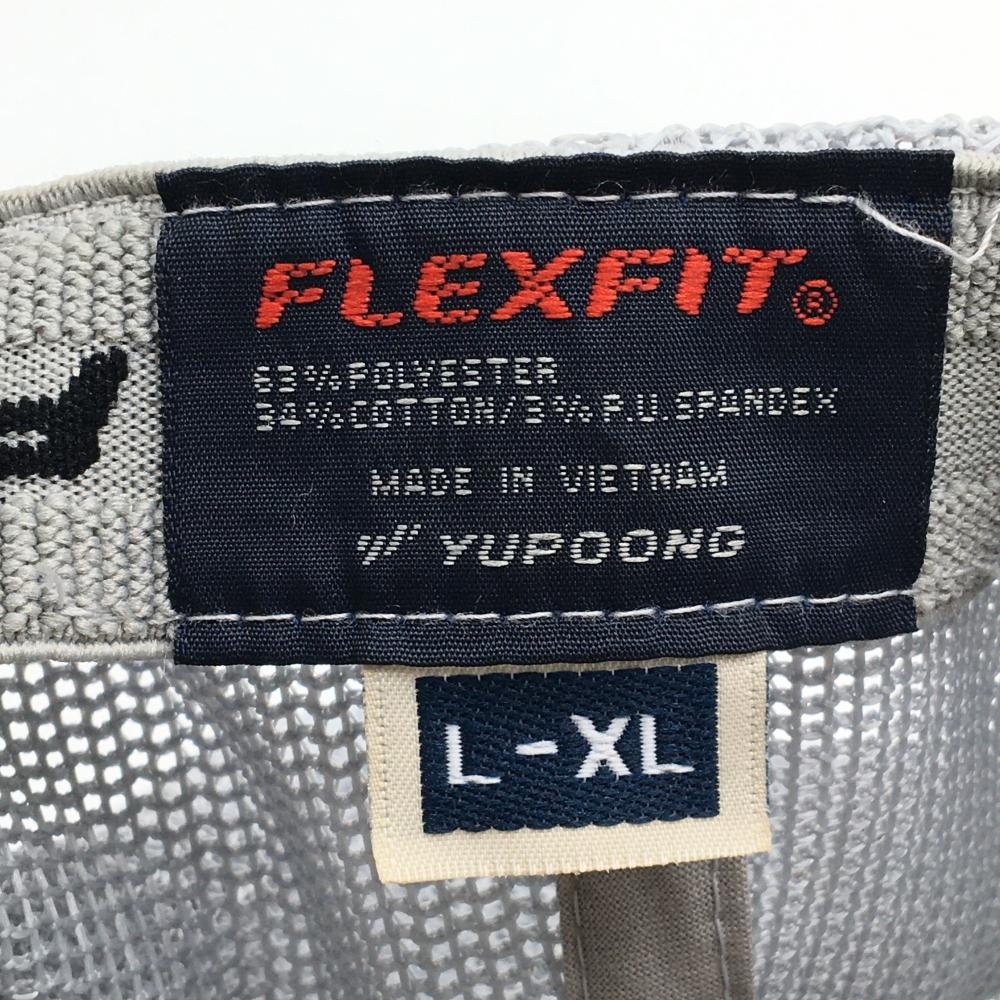 FLEXFIT®
63%POLYESTER
34%COTTON/3%P.U.SPANDEX
MADE IN VIETNAM
YUPOONG
L-XL